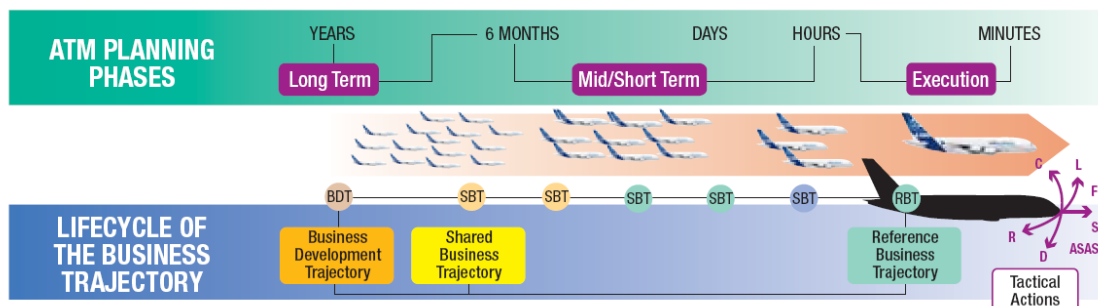 ATM PLANNING
PHASES
YEARS
6 MONTHS
DAYS
HOURS
MINUTES
Long Term
Mid/Short Term
Execution
C
L
F
BDT
SBT
SBT
SBT
SBT
SBT
RBT
S
R
D
ASAS
LIFECYCLE OF
THE BUSINESS
TRAJECTORY
Business
Development
Trajectory
Shared
Business
Trajectory
Reference
Business
Trajectory
Tactical
Actions